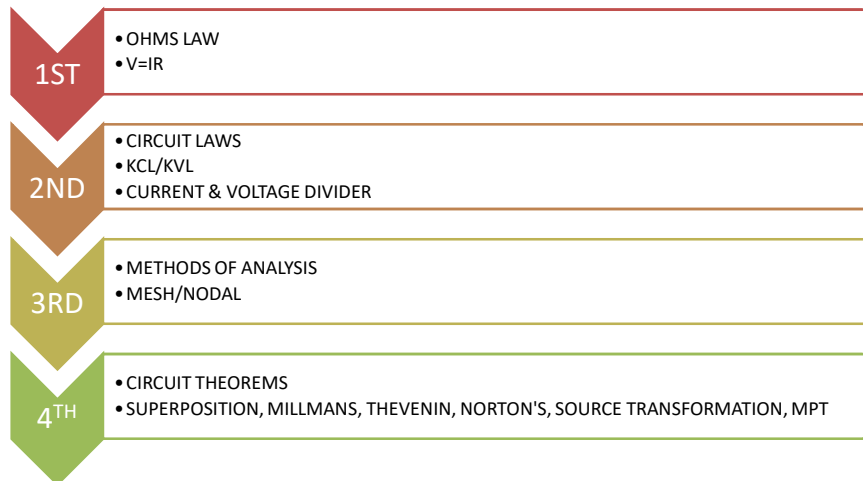 1ST
• OHMS LAW
• V=IR
2ND
• CIRCUIT LAWS
• KCL/KVL
• CURRENT & VOLTAGE DIVIDER
3RD
• METHODS OF ANALYSIS
• MESH/NODAL
4TH
• CIRCUIT THEOREMS
• SUPERPOSITION, MILLMANS, THEVENIN, NORTON'S, SOURCE TRANSFORMATION, MPT